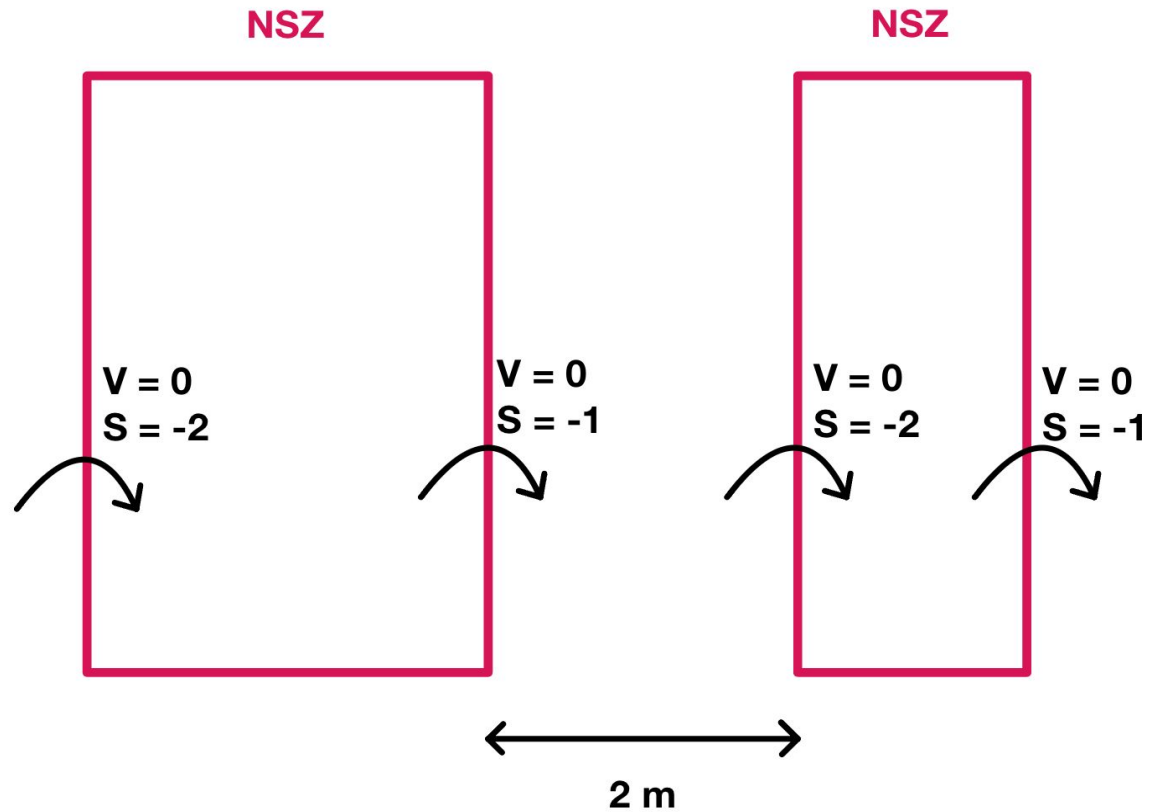 NSZ
NSZ
V = 0
S = -2
V = 0
S = -1
V = 0
S = -2
V = 0
S = -1
2 m